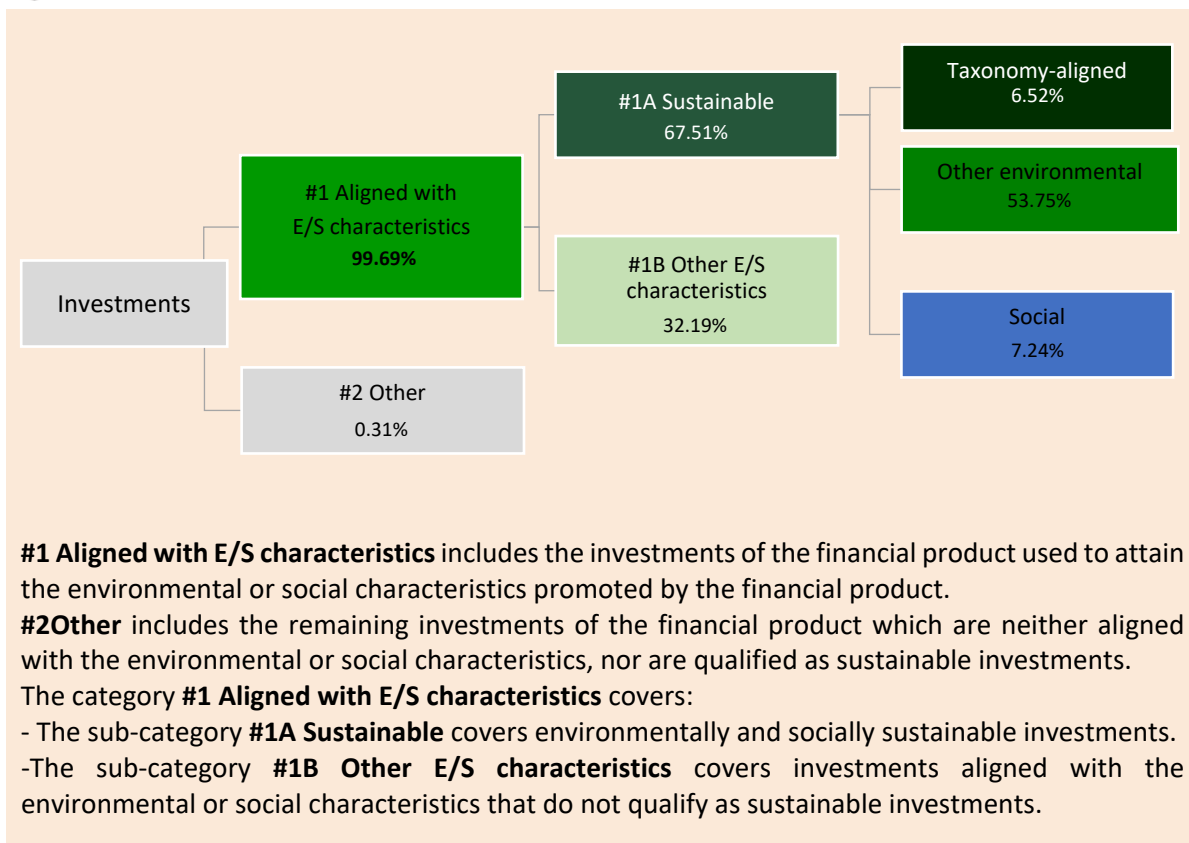 Investments
#1 Aligned with
E/S characteristics
99.69%
#2 Other
0.31%
#1A Sustainable
67.51%
#1B Other E/S
characteristics
32.19%
Taxonomy-aligned
6.52%
Other environmental
53.75%
Social
7.24%
#1 Aligned with E/S characteristics includes the investments of the financial product used to attain
the environmental or social characteristics promoted by the financial product.
#2Other includes the remaining investments of the financial product which are neither aligned
with the environmental or social characteristics, nor are qualified as sustainable investments.
The category #1 Aligned with E/S characteristics covers:
- The sub-category #1A Sustainable covers environmentally and socially sustainable investments.
-The sub-category #1B Other E/S characteristics covers investments aligned with the
environmental or social characteristics that do not qualify as sustainable investments.